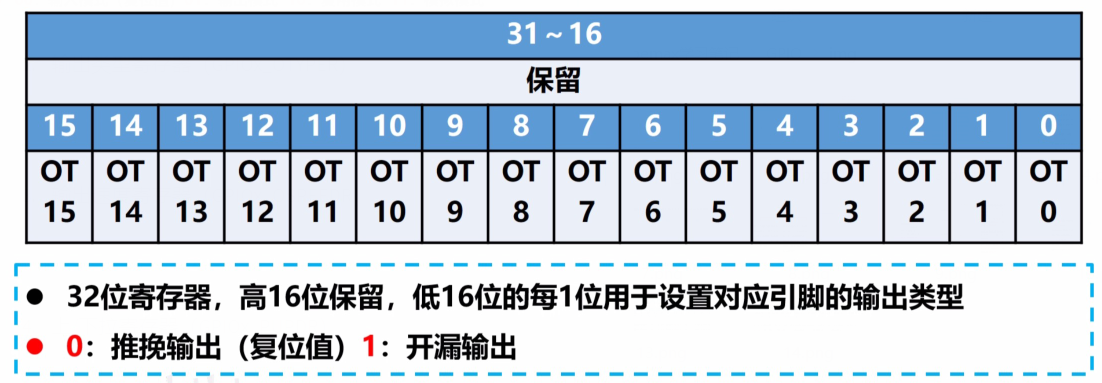 31～16
保留
15 14 13 12 11 10 9 8 7 6 5 4 3 2 1 0
OT OT OT OT OT OT OT OT OT OT OT OT OT OT OT OT
15 14 13 12 11 10 9 8 7 6 5 4 3 2 1 0
● 32位寄存器，高16位保留，低16位的每1位用于设置对应引脚的输出类型
● 0：推挽输出（复位值）1：开漏输出